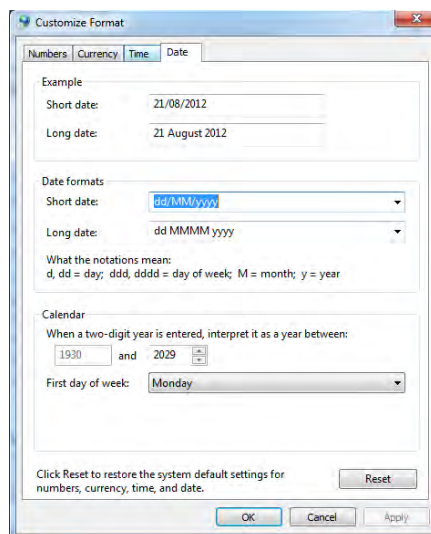 Customize Format
Numbers Currency Time Date
Example
Short date: 21/08/2012
Long date: 21 August 2012
Date formats
Short date: dd/MM/yyyy
Long date: dd MMMM yyyy
What the notations mean:
d, dd = day; ddd, dddd = day of week; M = month; y = year
Calendar
When a two-digit year is entered, interpret it as a year between:
1930 and 2029
First day of week: Monday
Click Reset to restore the system default settings for
numbers, currency, time, and date.
Reset
OK Cancel Apply